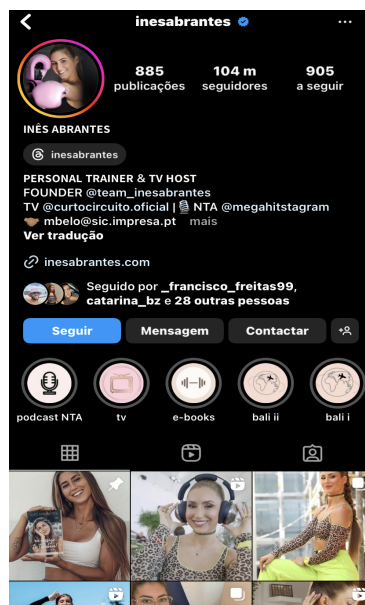 inesabrantes
885 104 m 905
publicações seguidores a seguir
INÊS ABRANTES
inesabrantes
PERSONAL TRAINER & TV HOST
FOUNDER @team_inesabrantes
TV @curtocircuito.oficial | NTA @megahitstagram
mbelo@sic.impresa.pt mais
Ver tradução
inesabrantes.com
Seguido por _francisco_freitas99,
catarina_bz e 28 outras pessoas
Seguir Mensagem Contactar
podcast NTA tv e-books bali ii bali i